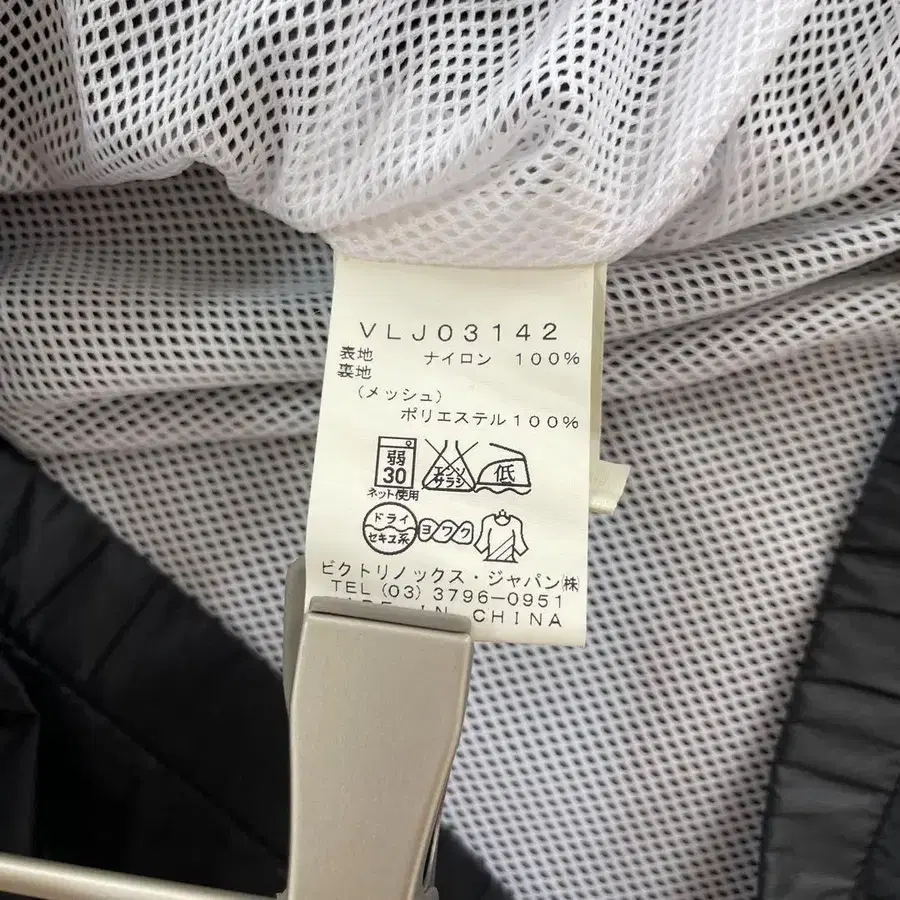 VLJ03142
表地 ナイロン 100%
裏地
(メッシュ)
ポリエステル100%
弱 30
エンソ サラシ
低
ネット使用
ドライ セキユ系
ヨワク
ビクトリノックス・ジャパン㈱
TEL (03) 3796-0951
IN CHINA